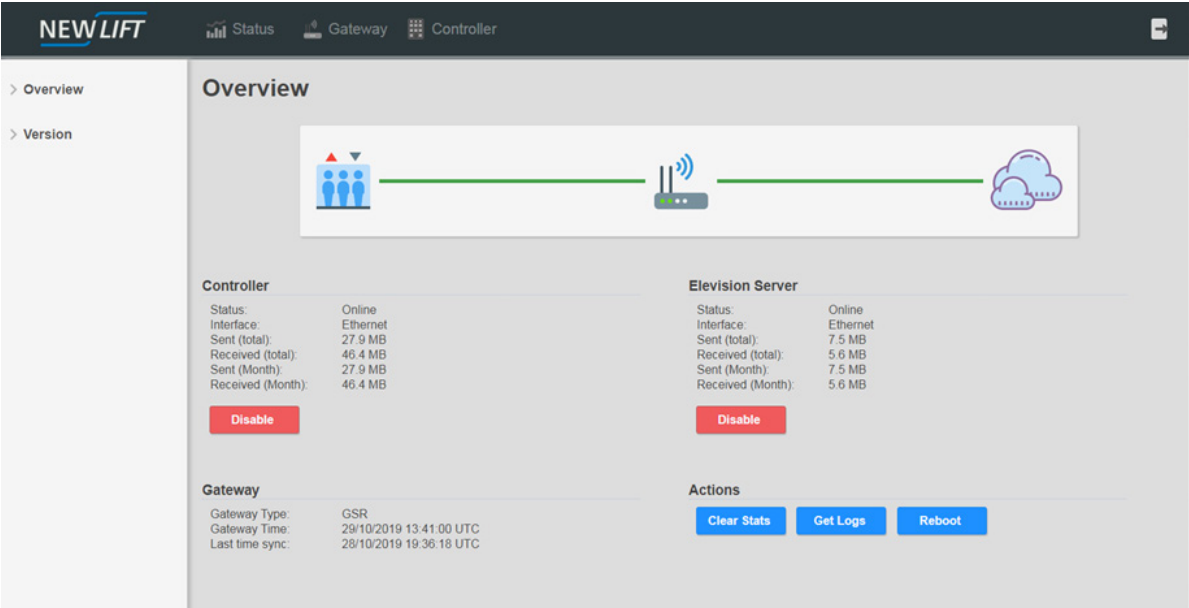 NEW LIFT Status Gateway Controller
Overview
Version
Overview
Controller
Status: Online
Interface: Ethernet
Sent (total): 27.9 MB
Received (total): 46.4 MB
Sent (Month): 27.9 MB
Received (Month): 46.4 MB
Disable
Elevision Server
Status: Online
Interface: Ethernet
Sent (total): 7.5 MB
Received (total): 5.6 MB
Sent (Month): 7.5 MB
Received (Month): 5.6 MB
Disable
Gateway
Gateway Type: GSR
Gateway Time: 29/10/2019 13:41:00 UTC
Last time sync: 28/10/2019 19:36:18 UTC
Actions
Clear Stats Get Logs Reboot